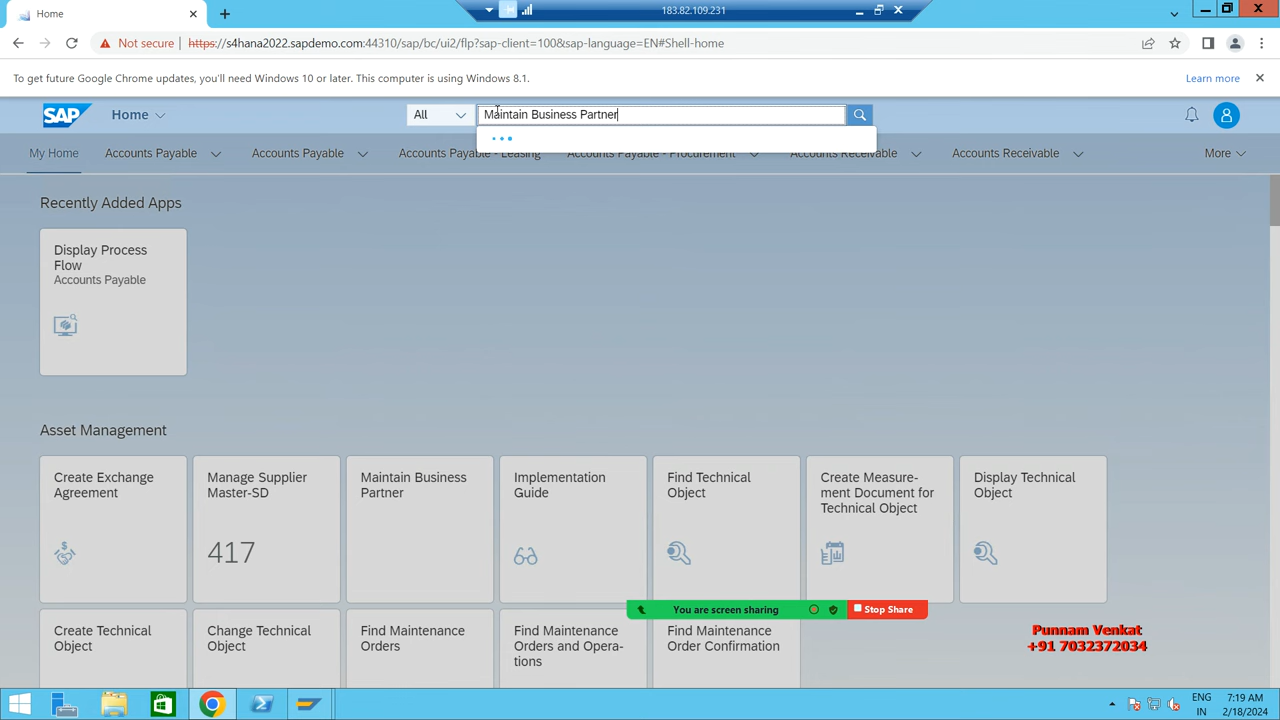 Home
183.82.109.231
Not secure
https://s4hana2022.sapdemo.com:44310/sap/bc/ui2/flp?sap-client=100&sap-language=EN#Shell-home
To get future Google Chrome updates, you'll need Windows 10 or later. This computer is using Windows 8.1.
Learn more
SAP
Home
All
Maintain Business Partner
My Home
Accounts Payable
Accounts Payable
Accounts Payable - Leasing
Accounts Payable - Procurement
Accounts Receivable
Accounts Receivable
More
Recently Added Apps
Display Process
Flow
Accounts Payable
Asset Management
Create Exchange
Agreement
Manage Supplier
Master-SD
417
Maintain Business
Partner
Implementation
Guide
Find Technical
Object
Create Measure-
ment Document for
Technical Object
Display Technical
Object
You are screen sharing
Stop Share
Create Technical
Object
Change Technical
Object
Find Maintenance
Orders
Find Maintenance
Orders and Opera-
tions
Find Maintenance
Order Confirmation
Punnam Venkat
+91 7032372034
ENG
IN
7:19 AM
2/18/2024